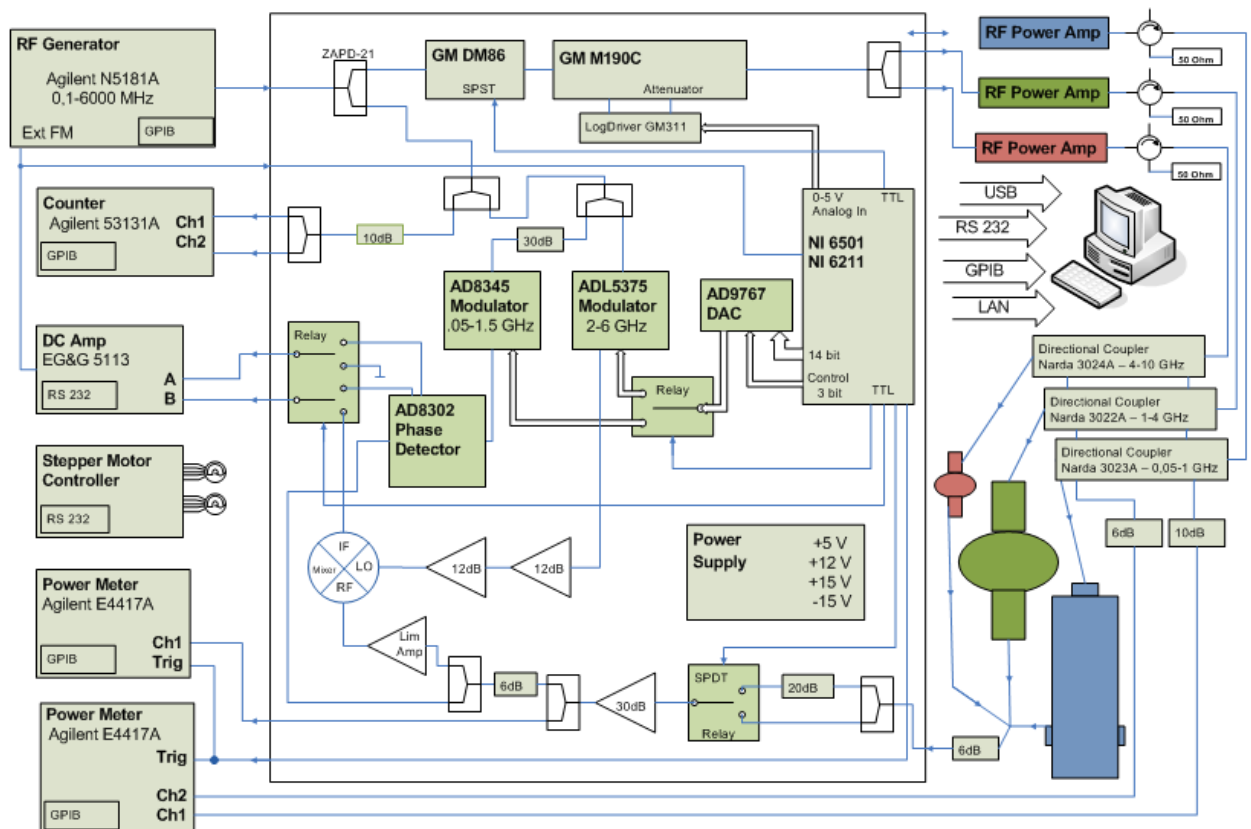 RF Generator
Agilent N5181A
0,1-6000 MHz
Ext FM
GPIB
Counter
Agilent 53131A
Ch1
Ch2
GPIB
DC Amp
EG&G 5113
A
RS 232
B
Stepper Motor
Controller
RS 232
Power Meter
Agilent E4417A
Ch1
GPIB
Trig
Power Meter
Agilent E4417A
Trig
Ch2
GPIB
Ch1
ZAPD-21
GM DM86
SPST
GM M190C
Attenuator
LogDriver GM311
10dB
30dB
0-5 V
Analog In
TTL
NI 6501
NI 6211
14 bit
Control
3 bit
TTL
AD8345
Modulator
.05-1.5 GHz
ADL5375
Modulator
2-6 GHz
AD9767
DAC
Relay
Relay
AD8302
Phase
Detector
IF
Mixer
LO
RF
12dB
12dB
Lim
Amp
6dB
30dB
Power
Supply
+5 V
+12 V
+15 V
-15 V
SPDT
Relay
20dB
6dB
RF Power Amp
50 Ohm
RF Power Amp
50 Ohm
RF Power Amp
50 Ohm
USB
RS 232
GPIB
LAN
Directional Coupler
Narda 3024A – 4-10 GHz
Directional Coupler
Narda 3022A – 1-4 GHz
Directional Coupler
Narda 3023A – 0,05-1 GHz
6dB
10dB